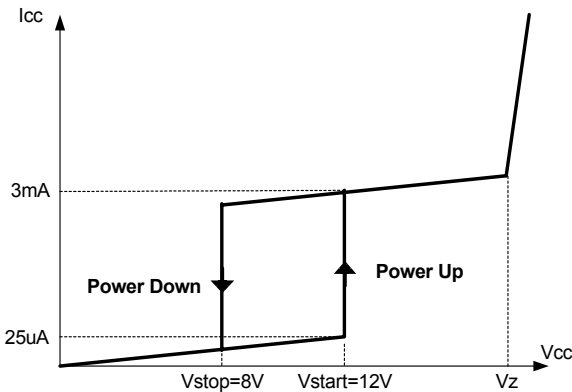 Icc
3mA
Power Down
Power Up
25uA
Vcc
Vstop=8V
Vstart=12V
Vz